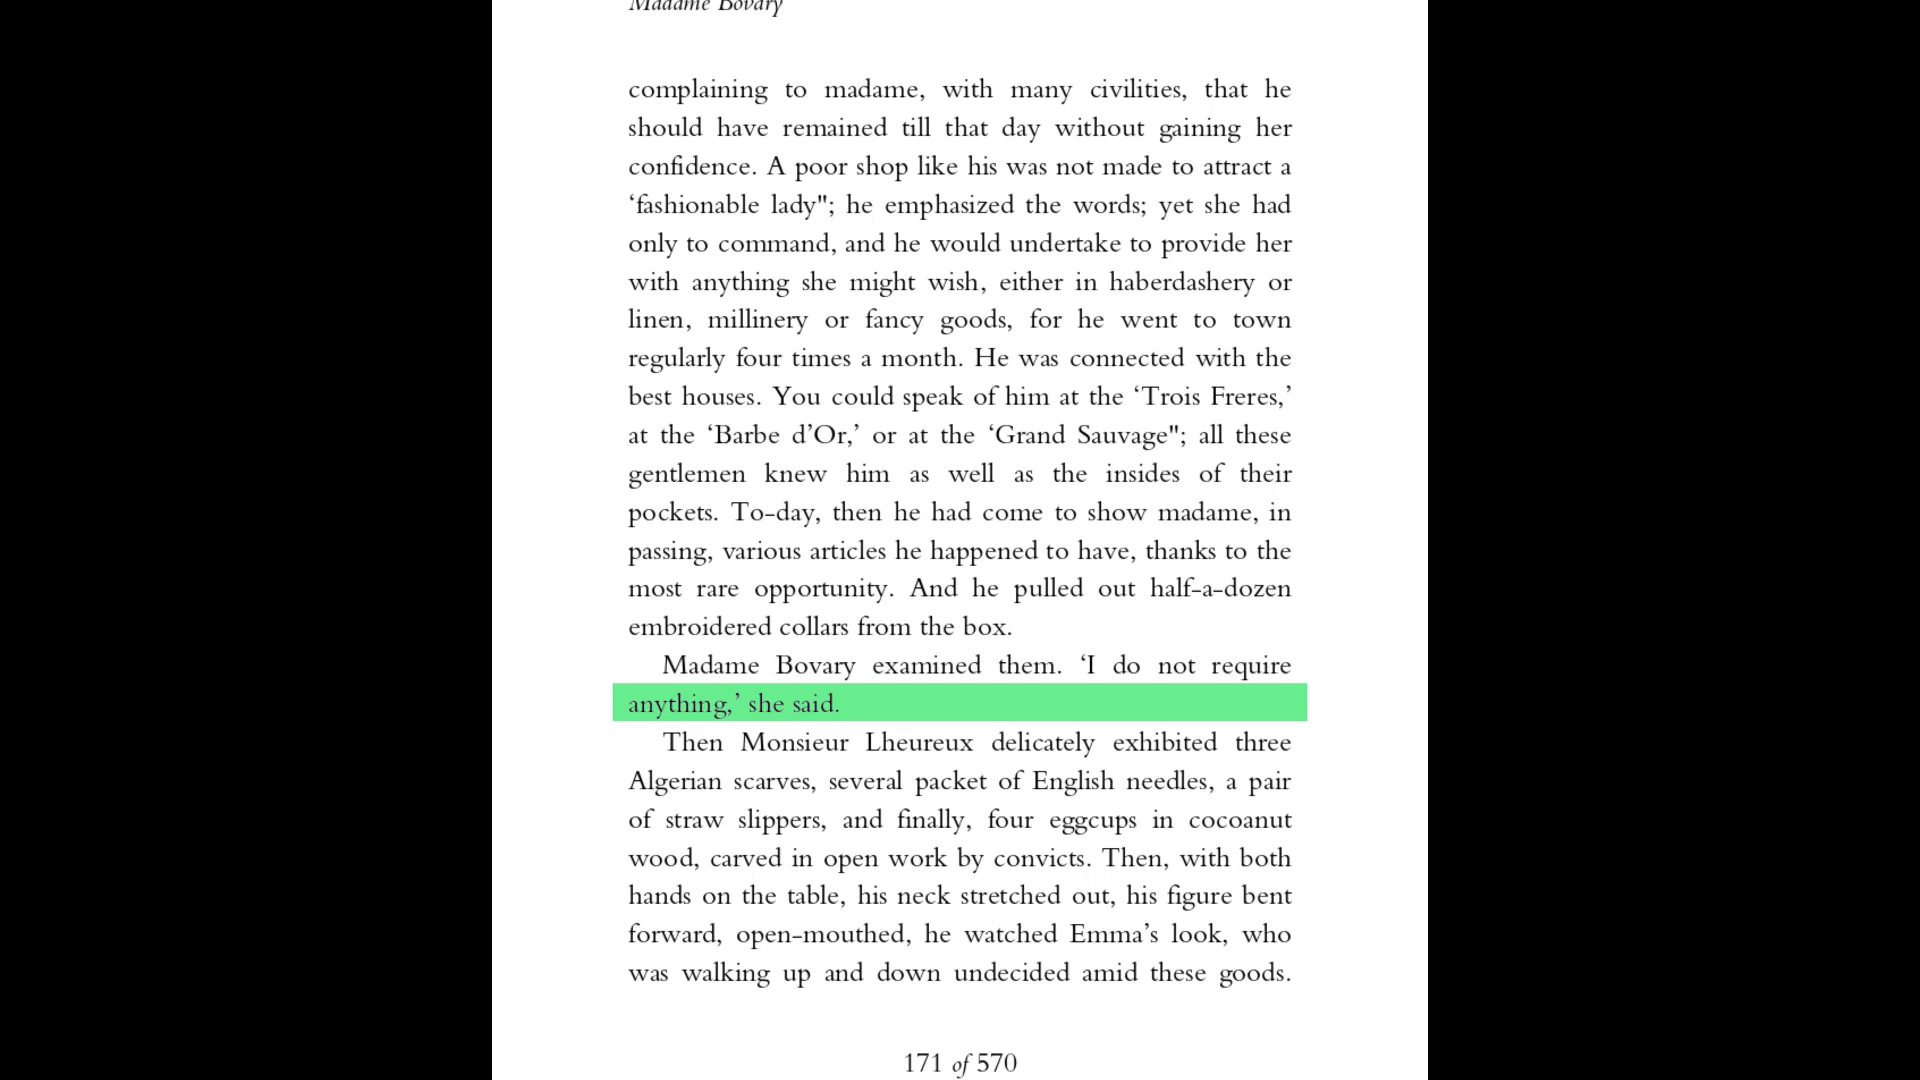 Madame Bovary
complaining to madame, with many civilities, that he
should have remained till that day without gaining her
confidence. A poor shop like his was not made to attract a
‘fashionable lady"; he emphasized the words; yet she had
only to command, and he would undertake to provide her
with anything she might wish, either in haberdashery or
linen, millinery or fancy goods, for he went to town
regularly four times a month. He was connected with the
best houses. You could speak of him at the ‘Trois Freres,’
at the ‘Barbe d’Or,’ or at the ‘Grand Sauvage"; all these
gentlemen knew him as well as the insides of their
pockets. To-day, then he had come to show madame, in
passing, various articles he happened to have, thanks to the
most rare opportunity. And he pulled out half-a-dozen
embroidered collars from the box.
Madame Bovary examined them. ‘I do not require
anything,’ she said.
Then Monsieur Lheureux delicately exhibited three
Algerian scarves, several packet of English needles, a pair
of straw slippers, and finally, four eggcups in cocoanut
wood, carved in open work by convicts. Then, with both
hands on the table, his neck stretched out, his figure bent
forward, open-mouthed, he watched Emma’s look, who
was walking up and down undecided amid these goods.
171 of 570